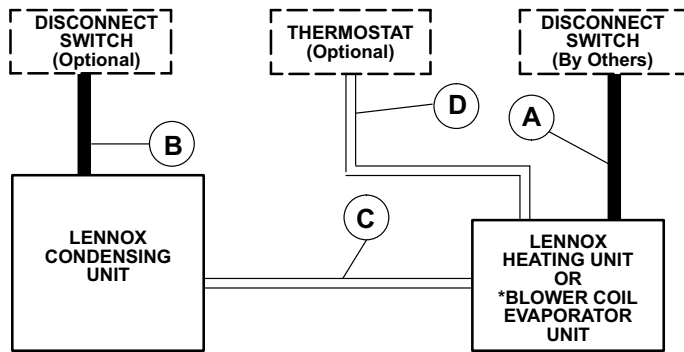 DISCONNECT
SWITCH
(Optional)
THERMOSTAT
(Optional)
DISCONNECT
SWITCH
(By Others)
D
A
B
C
LENNOX
CONDENSING
UNIT
LENNOX
HEATING UNIT
OR
*BLOWER COIL
EVAPORATOR
UNIT